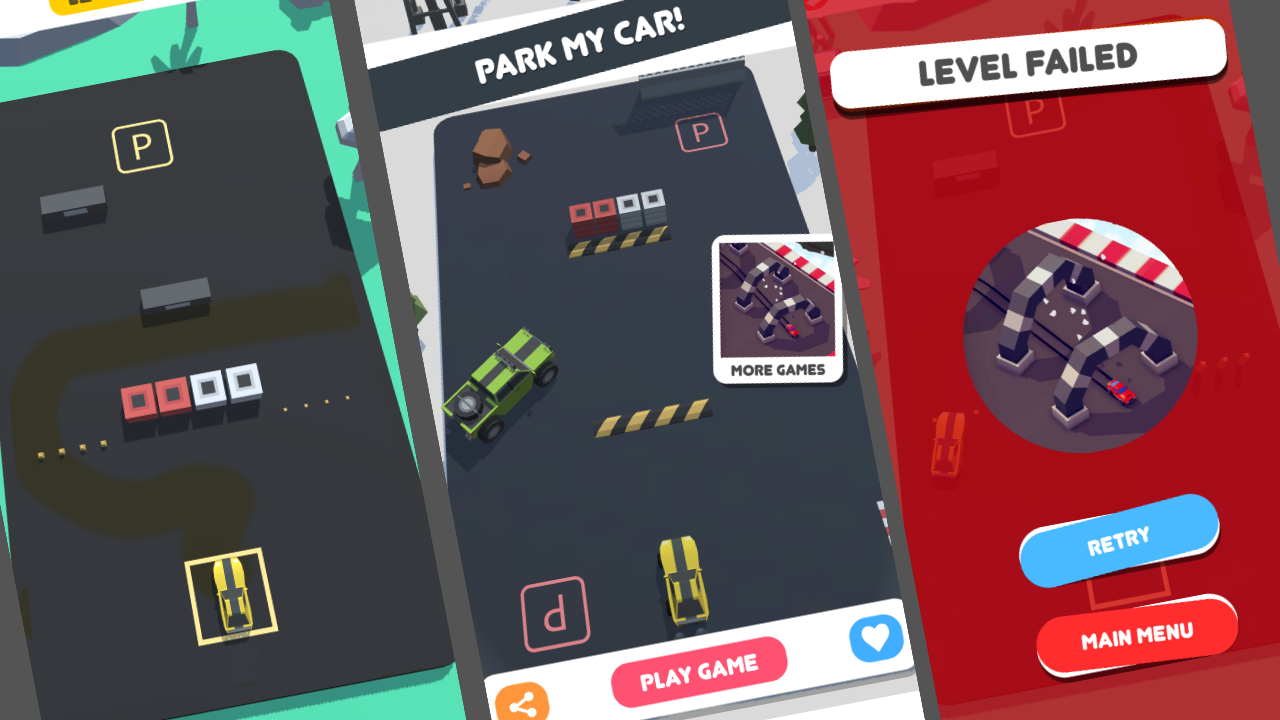 P
PARK MY CAR!
P
MORE GAMES
P
PLAY GAME
LEVEL FAILED
P
RETRY
MAIN MENU